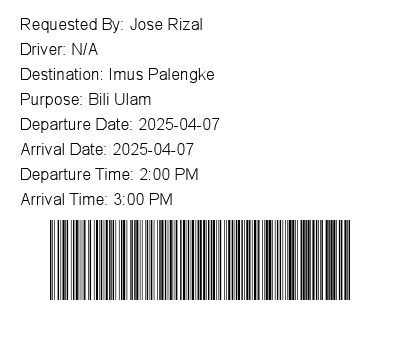 Requested By: Jose Rizal
Driver: N/A
Destination: Imus Palengke
Purpose: Bili Ulam
Departure Date: 2025-04-07
Arrival Date: 2025-04-07
Departure Time: 2:00 PM
Arrival Time: 3:00 PM